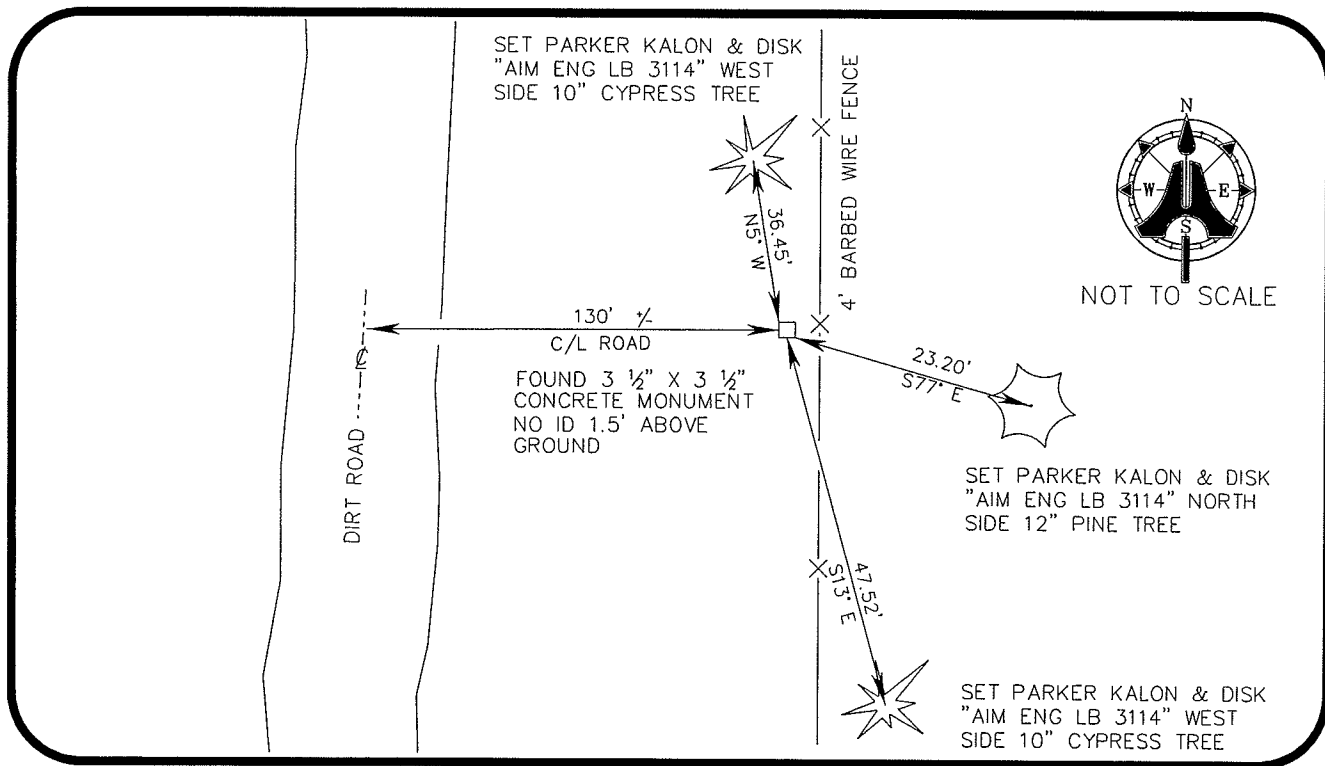 SET PARKER KALON & DISK
"AIM ENG LB 3114" WEST
SIDE 10" CYPRESS TREE
4' BARBED WIRE FENCE
N
W
E
S
NOT TO SCALE
36.45'
N5° W
130' +/-
C/L ROAD
23.20'
S77° E
℄
DIRT ROAD
FOUND 3 ½" X 3 ½"
CONCRETE MONUMENT
NO ID 1.5' ABOVE
GROUND
SET PARKER KALON & DISK
"AIM ENG LB 3114" NORTH
SIDE 12" PINE TREE
47.52'
S13° E
SET PARKER KALON & DISK
"AIM ENG LB 3114" WEST
SIDE 10" CYPRESS TREE